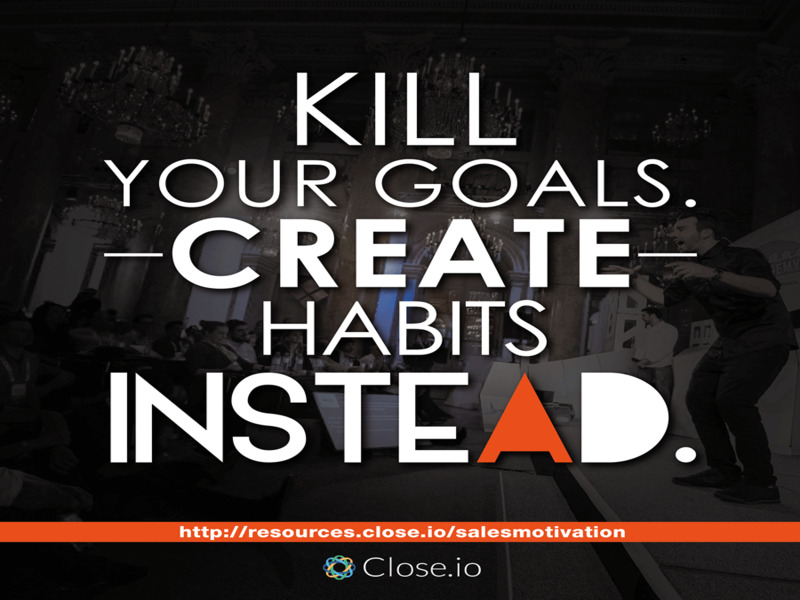 KILL
YOUR GOALS.
CREATE
HABITS
INSTEAD.
http://resources.close.io/salesmotivation
Close.io